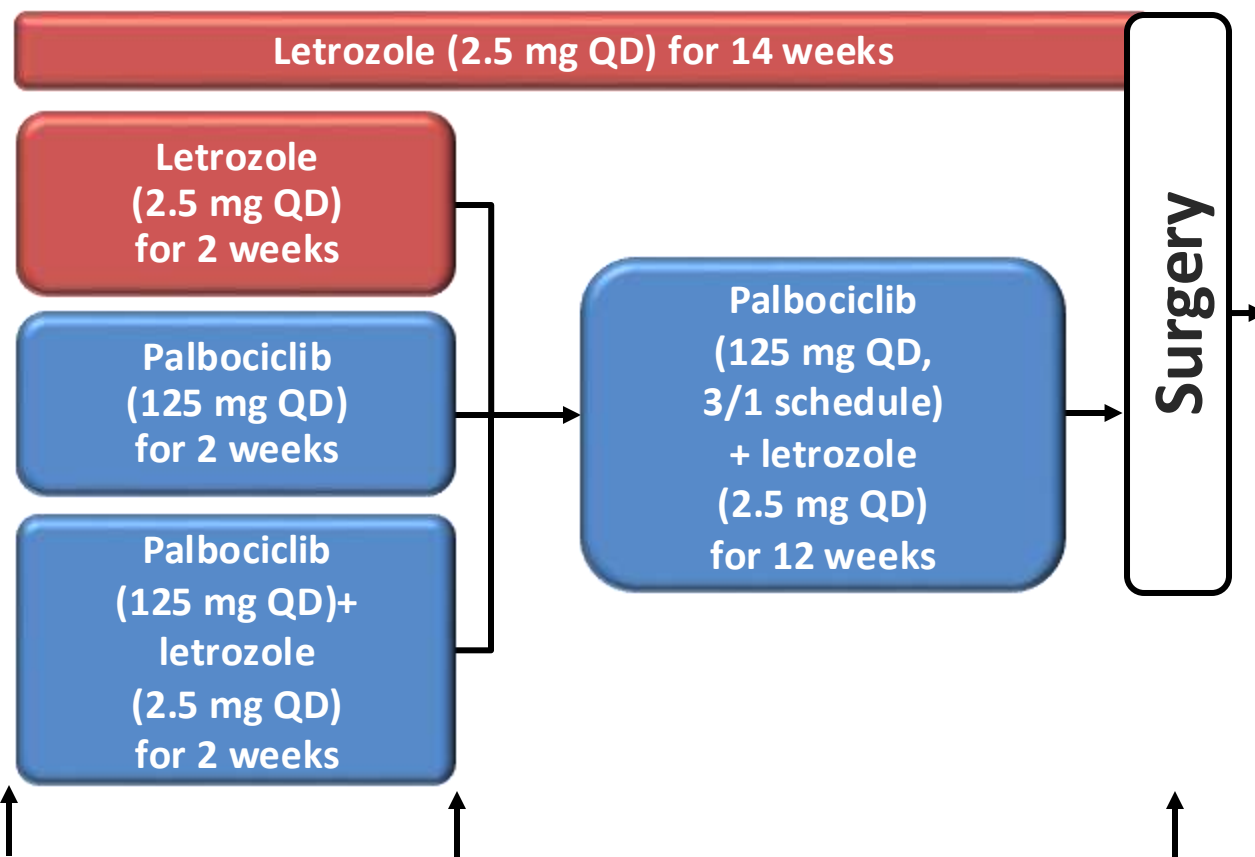 Letrozole (2.5 mg QD) for 14 weeks
Letrozole
(2.5 mg QD)
for 2 weeks
Palbociclib
(125 mg QD)
for 2 weeks
Palbociclib
(125 mg QD)+
letrozole
(2.5 mg QD)
for 2 weeks
Palbociclib
(125 mg QD,
3/1 schedule)
+ letrozole
(2.5 mg QD)
for 12 weeks
Surgery